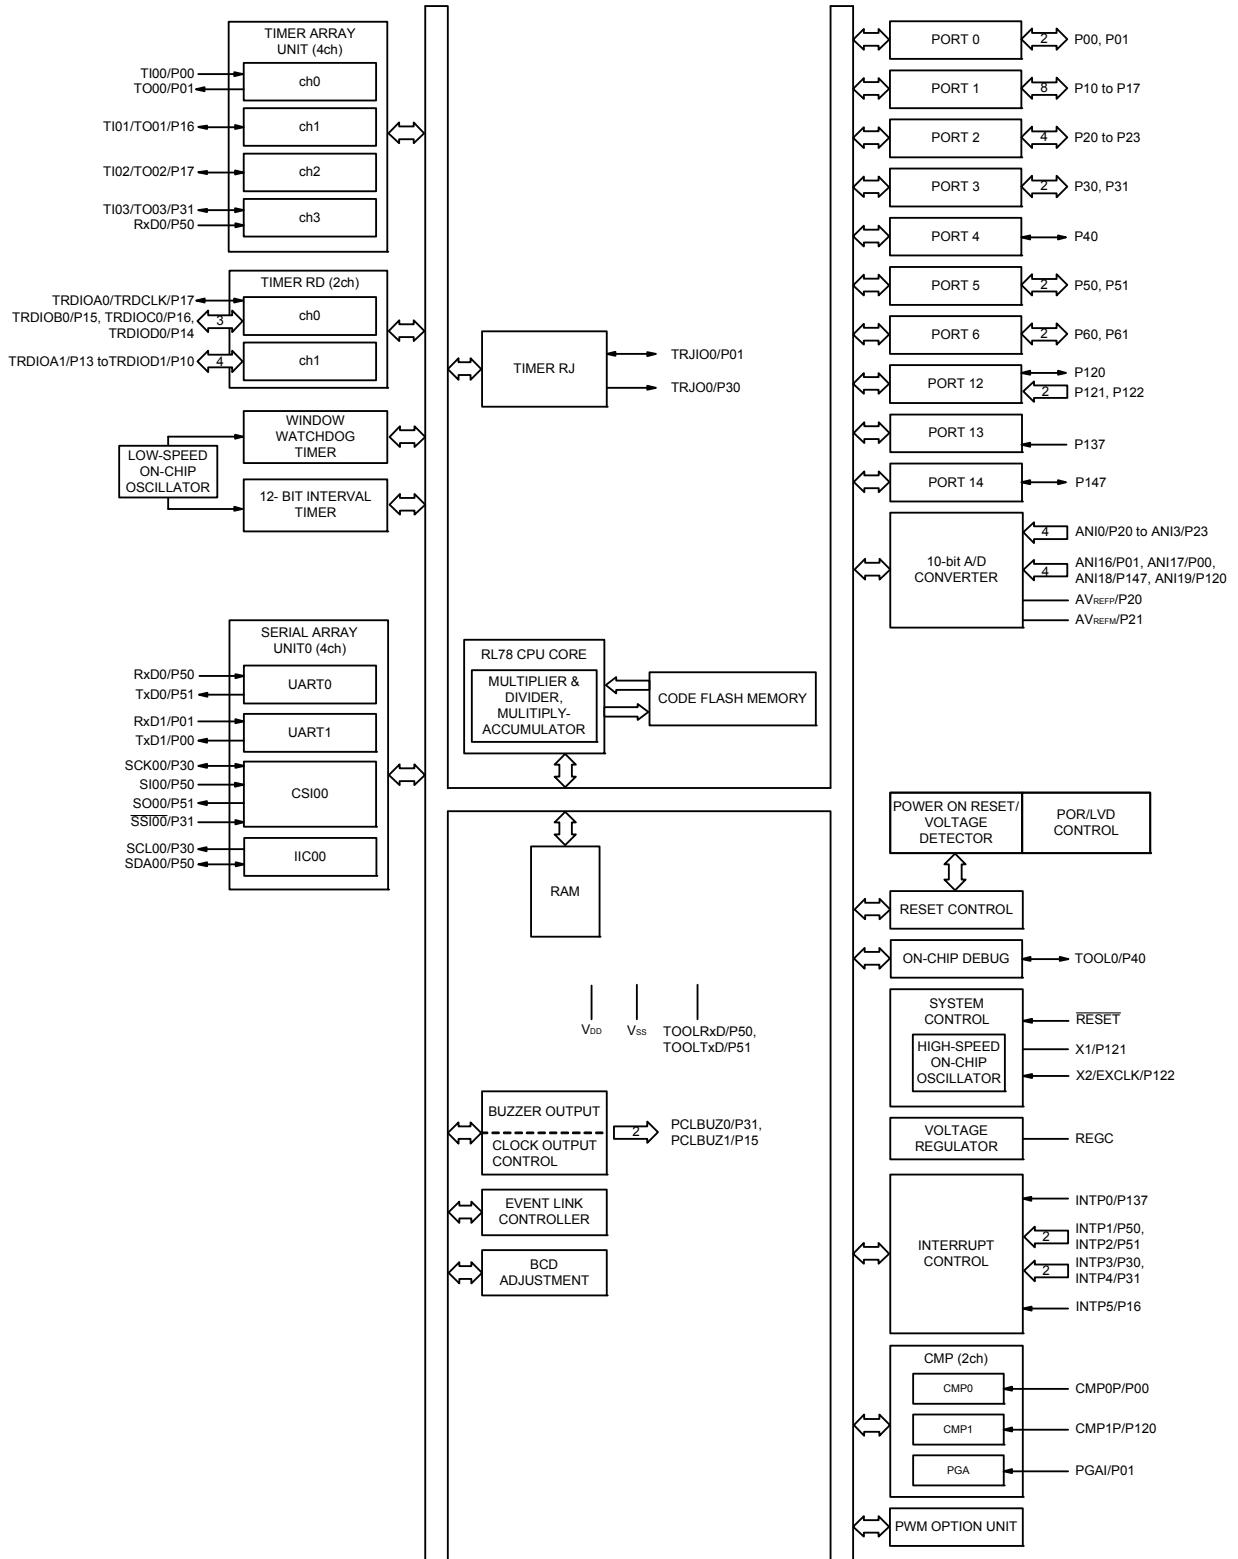 TIMER ARRAY
UNIT (4ch)
ch0
TI00/P00
TO00/P01
ch1
TI01/TO01/P16
ch2
TI02/TO02/P17
ch3
TI03/TO03/P31
RxD0/P50
TIMER RD (2ch)
ch0
TRDIOA0/TRDCLK/P17
TRDIOB0/P15, TRDIOC0/P16,
TRDIOD0/P14
3
ch1
TRDIOA1/P13 toTRDIOD1/P10
4
WINDOW
WATCHDOG
TIMER
LOW-SPEED
ON-CHIP
OSCILLATOR
12- BIT INTERVAL
TIMER
SERIAL ARRAY
UNIT0 (4ch)
RxD0/P50
TxD0/P51
UART0
RxD1/P01
TxD1/P00
UART1
SCK00/P30
SI00/P50
SO00/P51
SSI00/P31
CSI00
SCL00/P30
SDA00/P50
IIC00
TIMER RJ
TRJIO0/P01
TRJO0/P30
RL78 CPU CORE
MULTIPLIER &
DIVIDER,
MULITIPLY-
ACCUMULATOR
CODE FLASH MEMORY
RAM
VDD
VSS
TOOLRxD/P50,
TOOLTxD/P51
BUZZER OUTPUT
CLOCK OUTPUT
CONTROL
2
PCLBUZ0/P31,
PCLBUZ1/P15
EVENT LINK
CONTROLLER
BCD
ADJUSTMENT
PORT 0
2
P00, P01
PORT 1
8
P10 to P17
PORT 2
4
P20 to P23
PORT 3
2
P30, P31
PORT 4
P40
PORT 5
2
P50, P51
PORT 6
2
P60, P61
PORT 12
P120
2
P121, P122
PORT 13
P137
PORT 14
P147
10-bit A/D
CONVERTER
4
ANI0/P20 to ANI3/P23
4
ANI16/P01, ANI17/P00,
ANI18/P147, ANI19/P120
AVREFP/P20
AVREFM/P21
POWER ON RESET/
VOLTAGE
DETECTOR
POR/LVD
CONTROL
RESET CONTROL
ON-CHIP DEBUG
TOOL0/P40
SYSTEM
CONTROL
HIGH-SPEED
ON-CHIP
OSCILLATOR
RESET
X1/P121
X2/EXCLK/P122
VOLTAGE
REGULATOR
REGC
INTERRUPT
CONTROL
INTP0/P137
2
INTP1/P50,
INTP2/P51
2
INTP3/P30,
INTP4/P31
INTP5/P16
CMP (2ch)
CMP0
CMP0P/P00
CMP1
CMP1P/P120
PGA
PGAI/P01
PWM OPTION UNIT